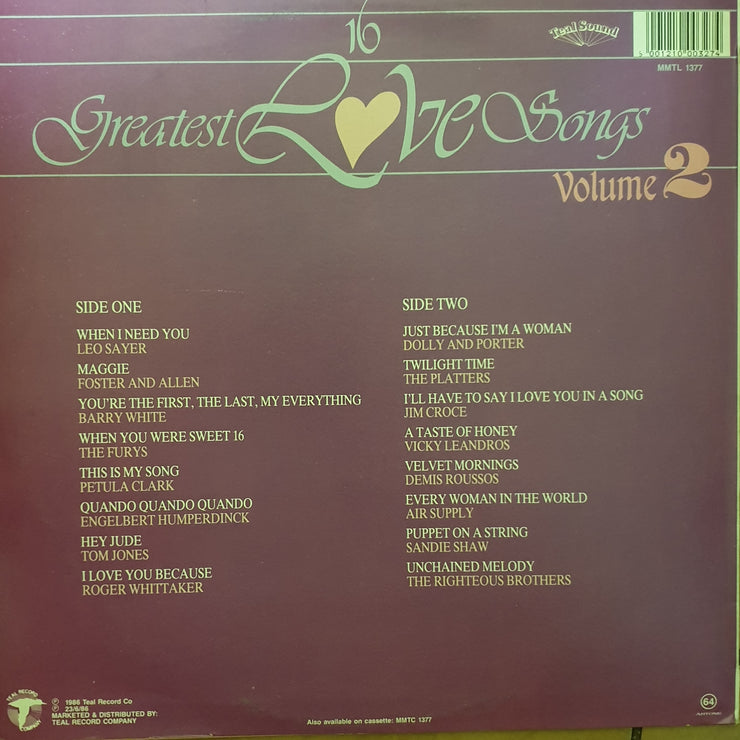 16
Greatest Love Songs
Volume 2
Teal Sound
5 001210 003274
MMTL 1377
SIDE ONE
WHEN I NEED YOU
LEO SAYER
MAGGIE
FOSTER AND ALLEN
YOU'RE THE FIRST, THE LAST, MY EVERYTHING
BARRY WHITE
WHEN YOU WERE SWEET 16
THE FURYS
THIS IS MY SONG
PETULA CLARK
QUANDO QUANDO QUANDO
ENGELBERT HUMPERDINCK
HEY JUDE
TOM JONES
I LOVE YOU BECAUSE
ROGER WHITTAKER
SIDE TWO
JUST BECAUSE I'M A WOMAN
DOLLY AND PORTER
TWILIGHT TIME
THE PLATTERS
I'LL HAVE TO SAY I LOVE YOU IN A SONG
JIM CROCE
A TASTE OF HONEY
VICKY LEANDROS
VELVET MORNINGS
DEMIS ROUSSOS
EVERY WOMAN IN THE WORLD
AIR SUPPLY
PUPPET ON A STRING
SANDIE SHAW
UNCHAINED MELODY
THE RIGHTEOUS BROTHERS
TEAL RECORD COMPANY
℗ 1986 Teal Record Co
© 23/6/86
MARKETED & DISTRIBUTED BY:
TEAL RECORD COMPANY
Also available on cassette: MMTC 1377
64